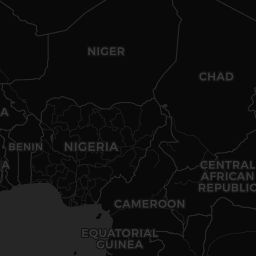 NIGER
CHAD
A
BENIN
NIGERIA
A
CENTRAL
AFRICAN
REPUBLIC
CAMEROON
EQUATORIAL
GUINEA